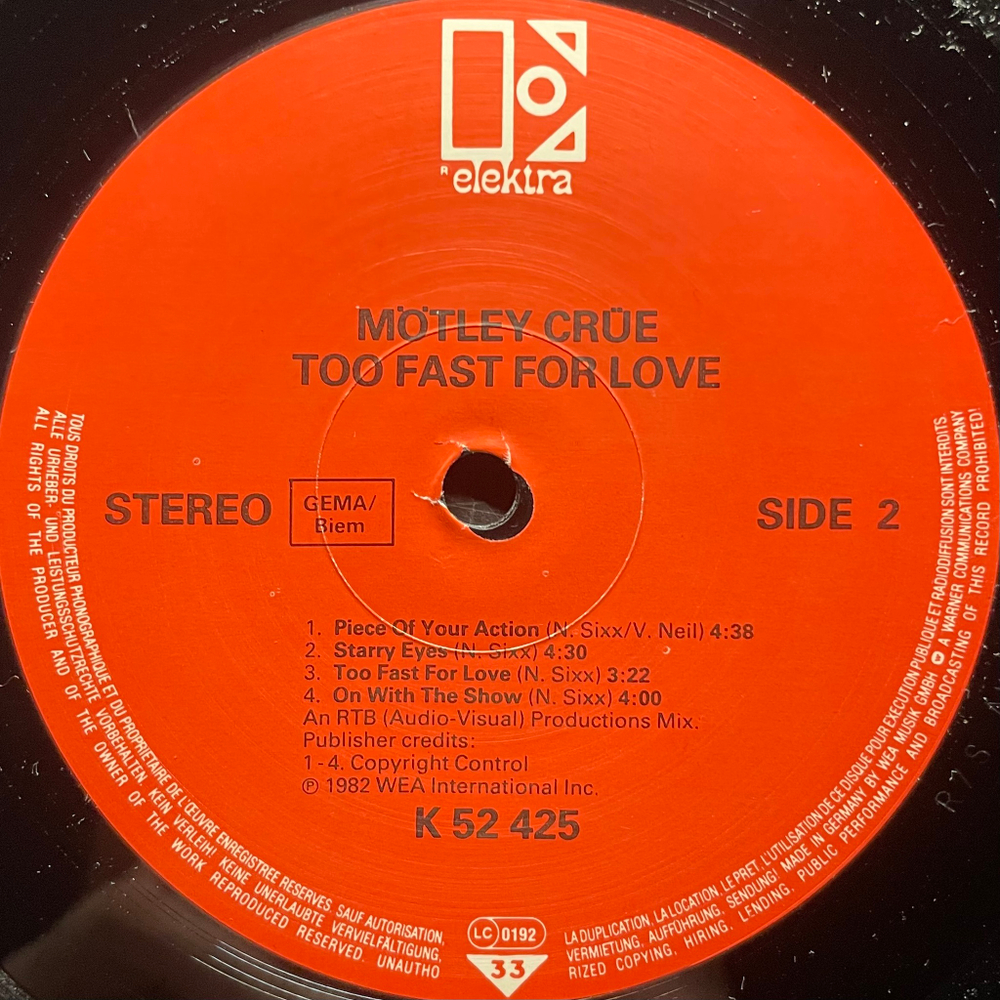 R elektra
MÖTLEY CRÜE
TOO FAST FOR LOVE
STEREO
GEMA/
Biem
SIDE 2
1. Piece Of Your Action (N. Sixx/V. Neil) 4:38
2. Starry Eyes (N. Sixx) 4:30
3. Too Fast For Love (N. Sixx) 3:22
4. On With The Show (N. Sixx) 4:00
An RTB (Audio-Visual) Productions Mix.
Publisher credits:
1-4. Copyright Control
℗ 1982 WEA International Inc.
K 52 425
TOUS DROITS DU PRODUCTEUR PHONOGRAPHIQUE ET DU PROPRIETAIRE DE L'ŒUVRE ENREGISTREE RESERVES. SAUF AUTORISATION,
LA DUPLICATION, LA LOCATION, LE PRET, L'UTILISATION DE CE DISQUE POUR EXECUTION PUBLIQUE ET RADIODIFFUSION SONT INTERDITS.
ALLE URHEBER- UND LEISTUNGSSCHUTZRECHTE VORBEHALTEN. KEIN VERLEIH! KEINE UNERLAUBTE VERVIELFÄLTIGUNG,
VERMIETUNG, AUFFÜHRUNG, SENDUNG! MADE IN GERMANY BY WEA MUSIK GMBH A WARNER COMMUNICATIONS COMPANY
ALL RIGHTS OF THE PRODUCER AND OF THE OWNER OF THE WORK REPRODUCED RESERVED. UNAUTHO
RIZED COPYING, HIRING, LENDING, PUBLIC PERFORMANCE AND BROADCASTING OF THIS RECORD PROHIBITED!
LC 0192
33